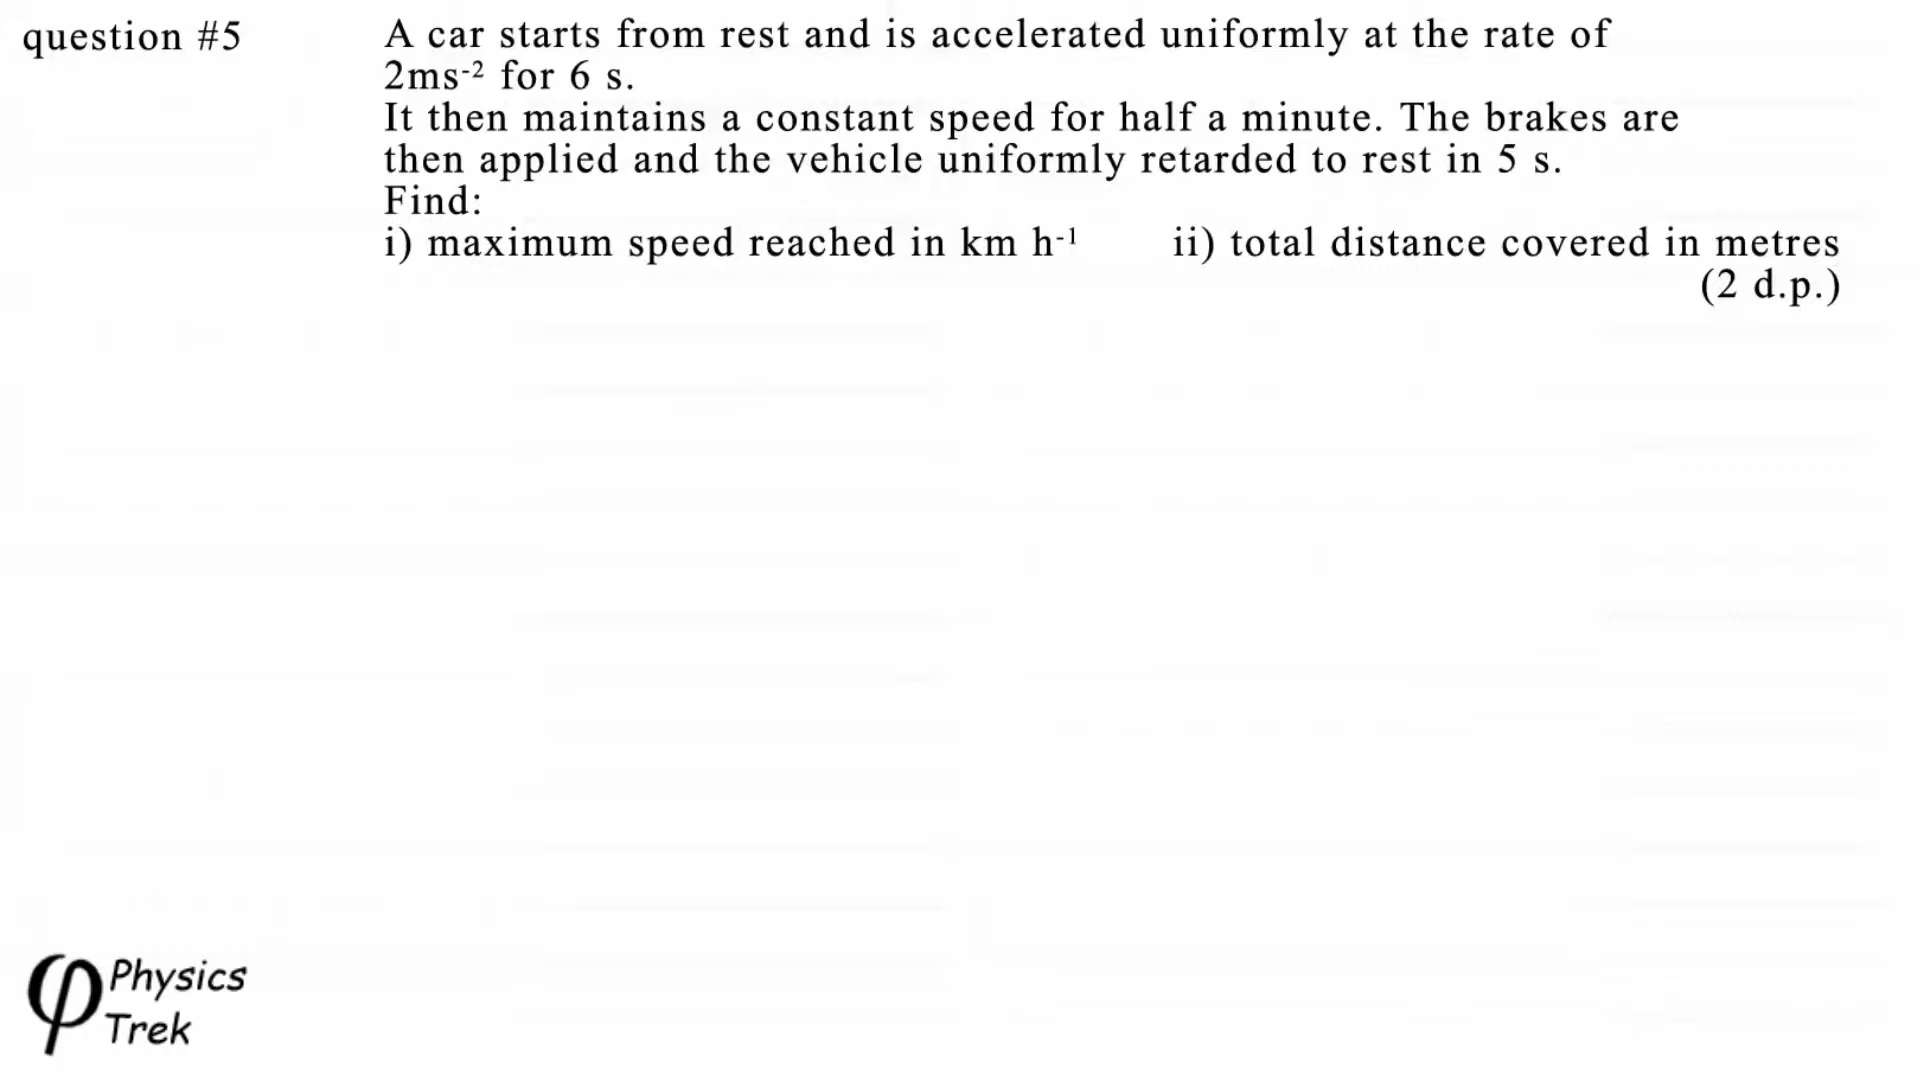 question #5
A car starts from rest and is accelerated uniformly at the rate of
2ms⁻² for 6 s.
It then maintains a constant speed for half a minute. The brakes are
then applied and the vehicle uniformly retarded to rest in 5 s.
Find:
i) maximum speed reached in km h⁻¹ ii) total distance covered in metres
(2 d.p.)
φ Physics
Trek